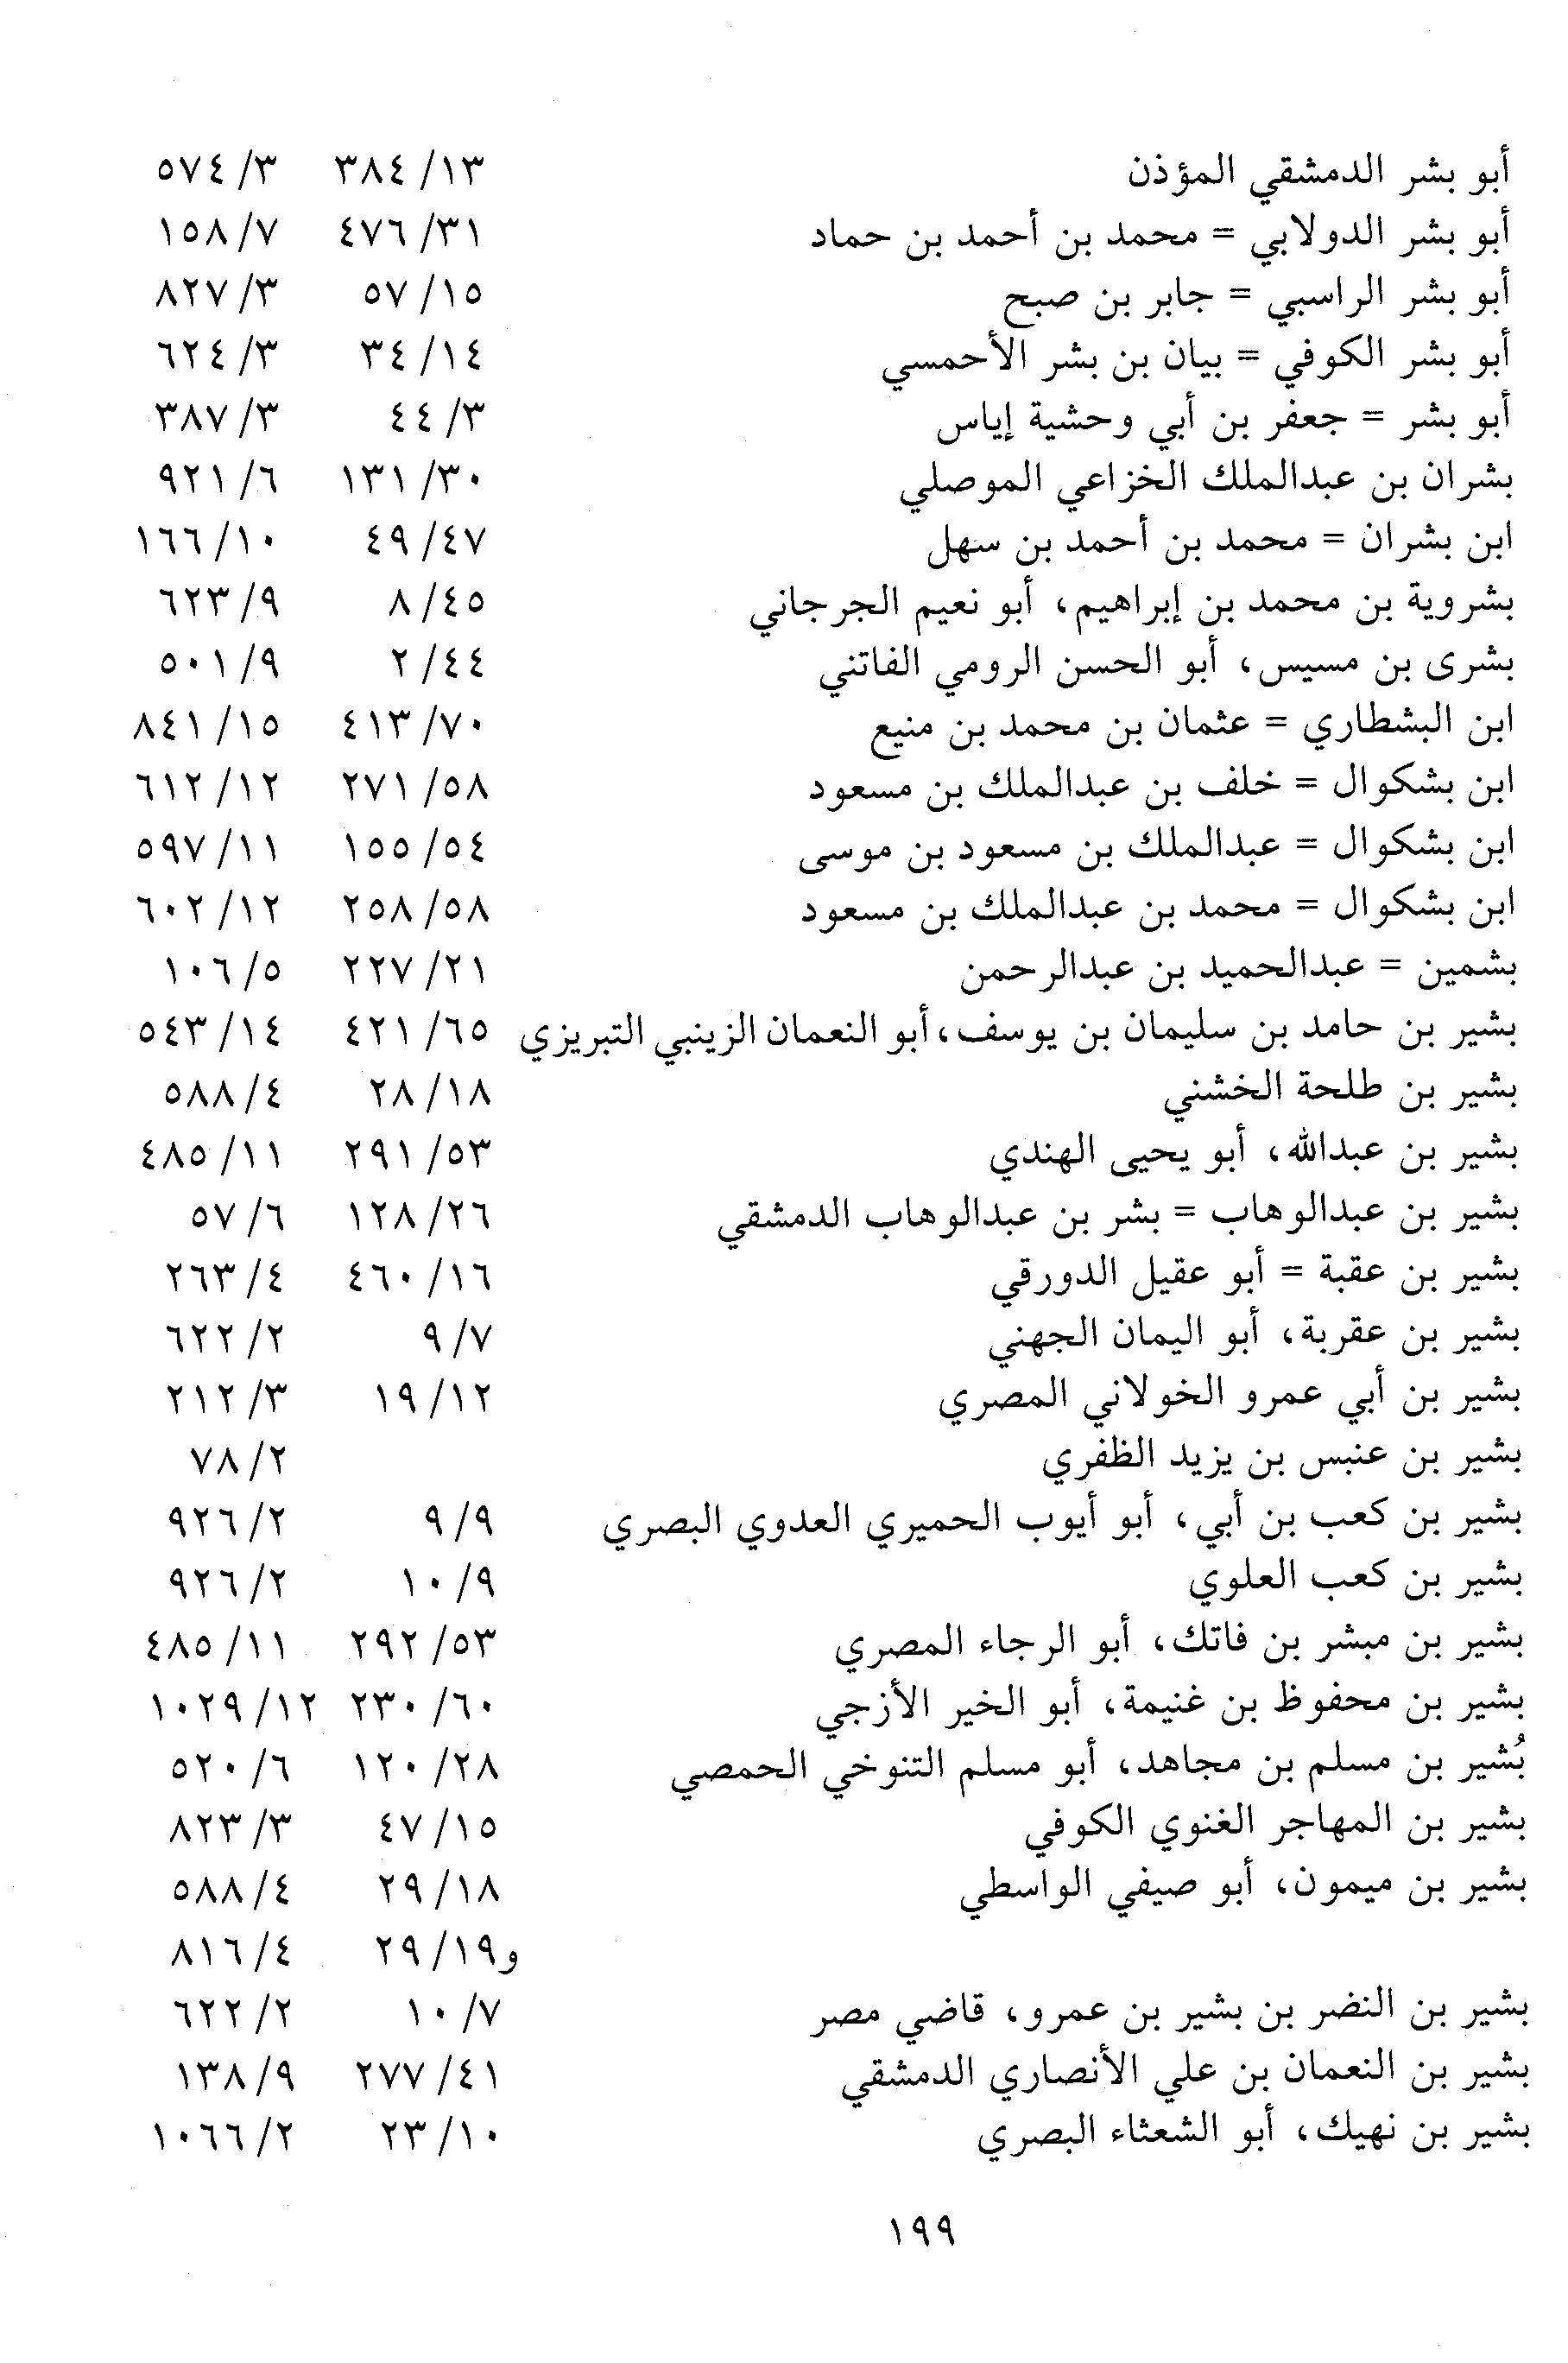 أبو بشر الدمشقي المؤذن ١٣/ ٣٨٤ ٣/ ٥٧٤
أبو بشر الدولابي = محمد بن أحمد بن حماد ٣١/ ٤٧٦ ٧/ ١٥٨
أبو بشر الراسبي = جابر بن صبح ١٥/ ٥٧ ٣/ ٨٢٧
أبو بشر الكوفي = بيان بن بشر الأحمسي ١٤/ ٣٤ ٣/ ٦٢٤
أبو بشر = جعفر بن أبي وحشية إياس ٣/ ٤٤ ٣/ ٣٨٧
بشران بن عبدالملك الخزاعي الموصلي ٣٠/ ١٣١ ٦/ ٩٢١
ابن بشران = محمد بن أحمد بن سهل ٤٧/ ٤٩ ١٠/ ١٦٦
بشروية بن محمد بن إبراهيم، أبو نعيم الجرجاني ٤٥/ ٨ ٩/ ٦٢٣
بشرى بن مسيس، أبو الحسن الرومي الفاتني ٤٤/ ٢ ٩/ ٥٠١
ابن البشطاري = عثمان بن محمد بن منيع ٧٠/ ٤١٣ ١٥/ ٨٤١
ابن بشكوال = خلف بن عبدالملك بن مسعود ٥٨/ ٢٧١ ١٢/ ٦١٢
ابن بشكوال = عبدالملك بن مسعود بن موسى ٥٤/ ١٥٥ ١١/ ٥٩٧
ابن بشكوال = محمد بن عبدالملك بن مسعود ٥٨/ ٢٥٨ ١٢/ ٦٠٢
بشمين = عبدالحميد بن عبدالرحمن ٢١/ ٢٢٧ ٥/ ١٠٦
بشير بن حامد بن سليمان بن يوسف، أبو النعمان الزينبي التبريزي ٦٥/ ٤٢١ ١٤/ ٥٤٣
بشير بن طلحة الخشني ١٨/ ٢٨ ٤/ ٥٨٨
بشير بن عبدالله، أبو يحيى الهندي ٥٣/ ٢٩١ ١١/ ٤٨٥
بشير بن عبدالوهاب = بشر بن عبدالوهاب الدمشقي ٢٦/ ١٢٨ ٦/ ٥٧
بشير بن عقبة = أبو عقيل الدورقي ١٦/ ٤٦٠ ٤/ ٢٦٣
بشير بن عقربة، أبو اليمان الجهني ٧/ ٩ ٢/ ٦٢٢
بشير بن أبي عمرو الخولاني المصري ١٢/ ١٩ ٣/ ٢١٢
بشير بن عنبس بن يزيد الظفري ٢/ ٧٨
بشير بن كعب بن أبي، أبو أيوب الحميري العدوي البصري ٩/ ٩ ٢/ ٩٢٦
بشير بن كعب العلوي ٩/ ١٠ ٢/ ٩٢٦
بشير بن مبشر بن فاتك، أبو الرجاء المصري ٥٣/ ٢٩٢ ١١/ ٤٨٥
بشير بن محفوظ بن غنيمة، أبو الخير الأزجي ٦٠/ ٢٣٠ ١٢/ ١٠٢٩
بُشير بن مسلم بن مجاهد، أبو مسلم التنوخي الحمصي ٢٨/ ١٢٠ ٦/ ٥٢٠
بشير بن المهاجر الغنوي الكوفي ١٥/ ٤٧ ٣/ ٨٢٣
بشير بن ميمون، أبو صيفي الواسطي ١٨/ ٢٩ ٤/ ٥٨٨
و١٩/ ٢٩ ٤/ ٨١٦
بشير بن النضر بن بشير بن عمرو، قاضي مصر ٧/ ١٠ ٢/ ٦٢٢
بشير بن النعمان بن علي الأنصاري الدمشقي ٤١/ ٢٧٧ ٩/ ١٣٨
بشير بن نهيك، أبو الشعثاء البصري ١٠/ ٢٣ ٢/ ١٠٦٦
١٩٩